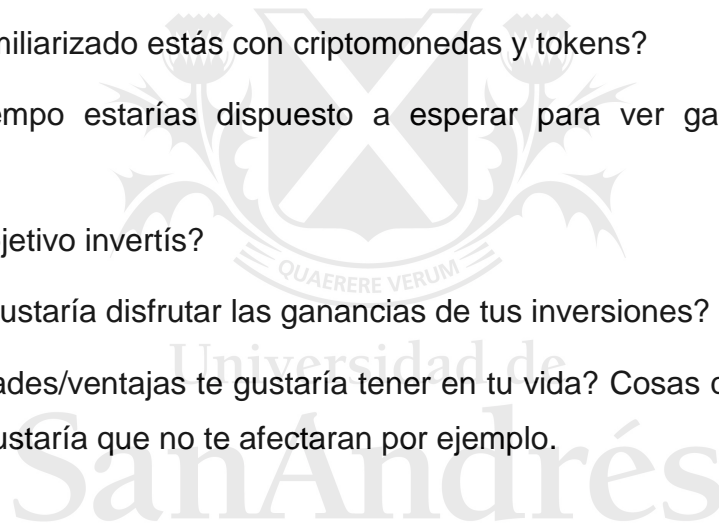 miliarizado estás con criptomonedas y tokens?
empo estarías dispuesto a esperar para ver ga
jetivo invertís?
QUAERERE VERUM
ustaría disfrutar las ganancias de tus inversiones?
Universidad de
ades/ventajas te gustaría tener en tu vida? Cosas
ustaría que no te afectaran por ejemplo.
SanAndrés